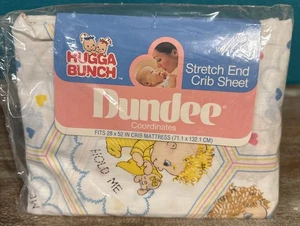 HUGGA
BUNCH™
Stretch End
Crib Sheet
Dundee®
Coordinates
FITS 28 x 52 IN CRIB MATTRESS (71.1 x 132.1 CM)
HOLD ME